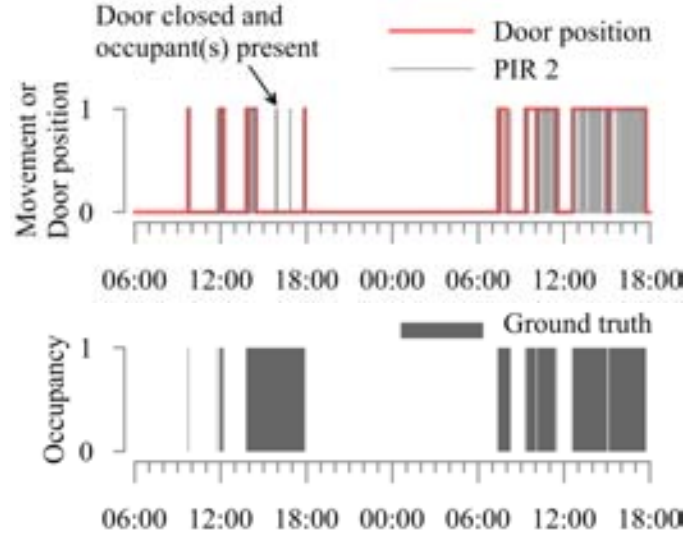 Door closed and
occupant(s) present
Door position
PIR 2
Movement or
Door position
1
0
06:00 12:00 18:00 00:00 06:00 12:00 18:00
Ground truth
Occupancy
1
0
06:00 12:00 18:00 00:00 06:00 12:00 18:00